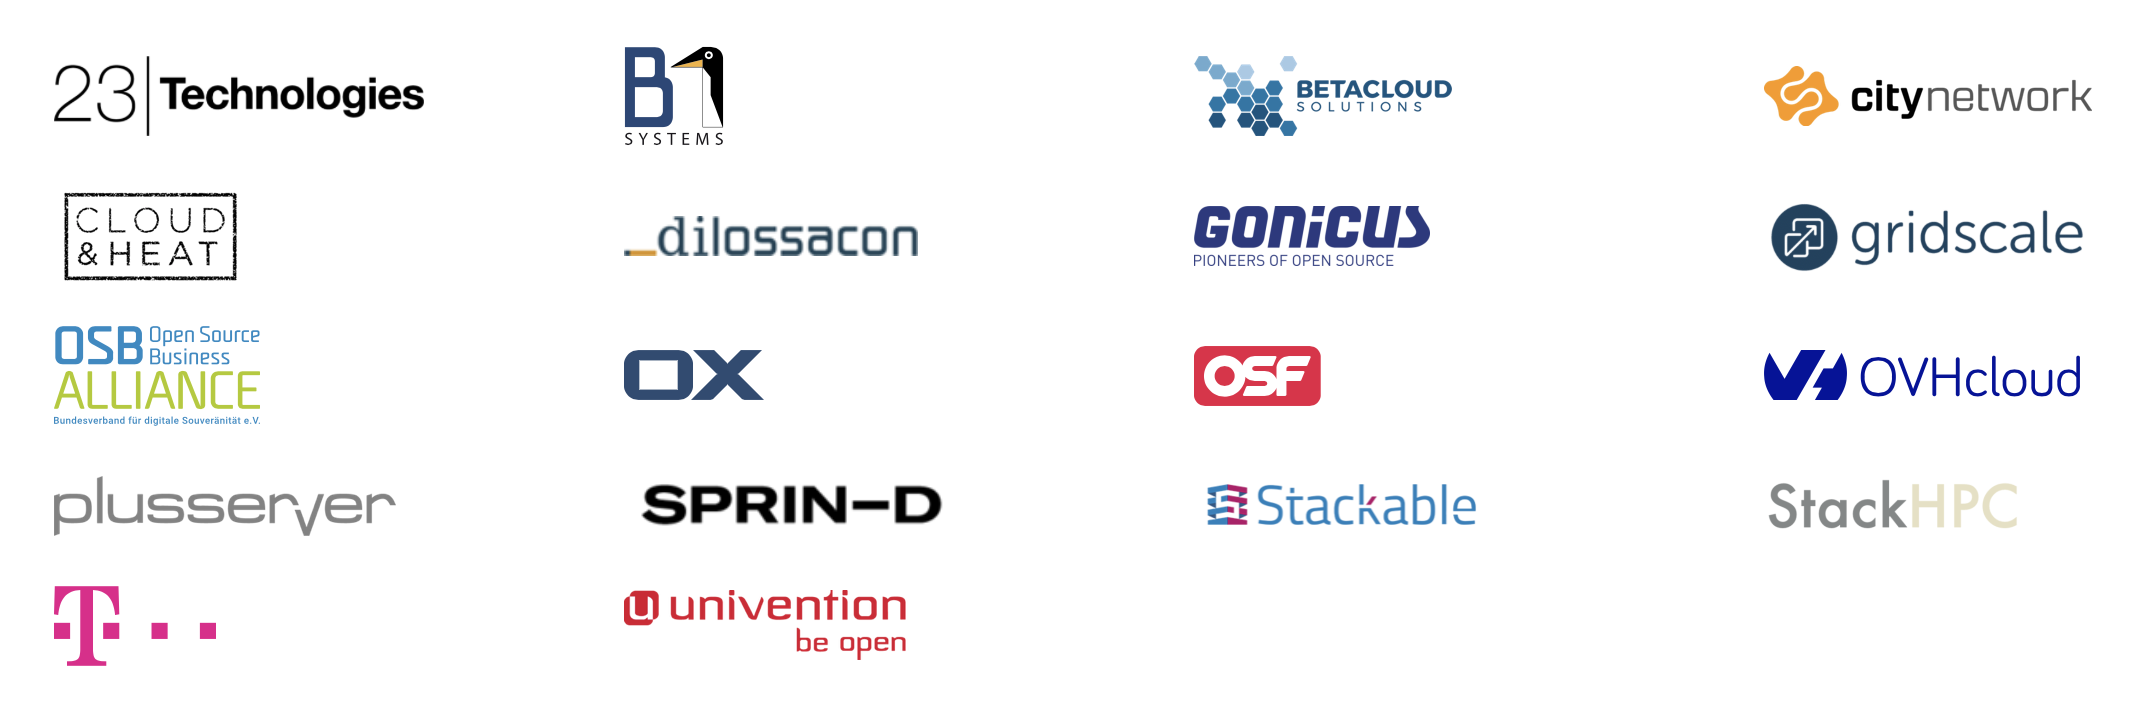 23 Technologies
B1
SYSTEMS
BETACLOUD
SOLUTIONS
citynetwork
CLOUD
& HEAT
_dilossacon
GONICUS
PIONEERS OF OPEN SOURCE
gridscale
OSB Open Source
Business
ALLIANCE
Bundesverband für digitale Souveränität e.V.
OX
OSF
OVHcloud
plusserver
SPRIN-D
Stackable
StackHPC
T
univention
be open